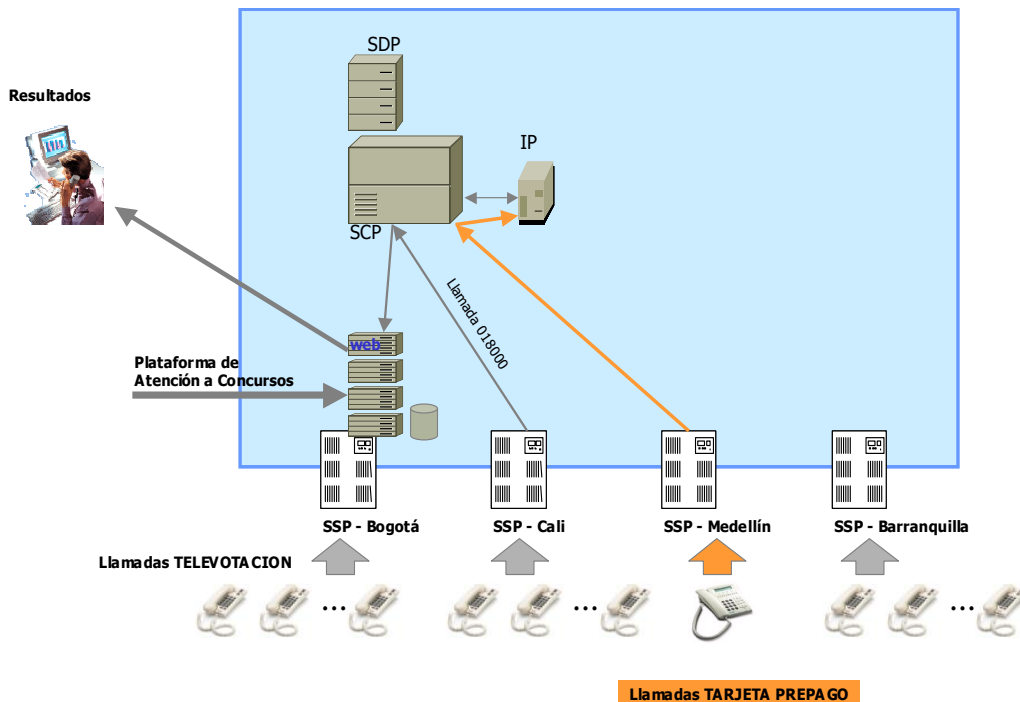 SDP
Resultados
IP
SCP
Llamada 018000
web
Plataforma de
Atención a Concursos
SSP - Bogotá
SSP - Cali
SSP - Medellín
SSP - Barranquilla
Llamadas TELEVOTACION
...
...
...
Llamadas TARJETA PREPAGO